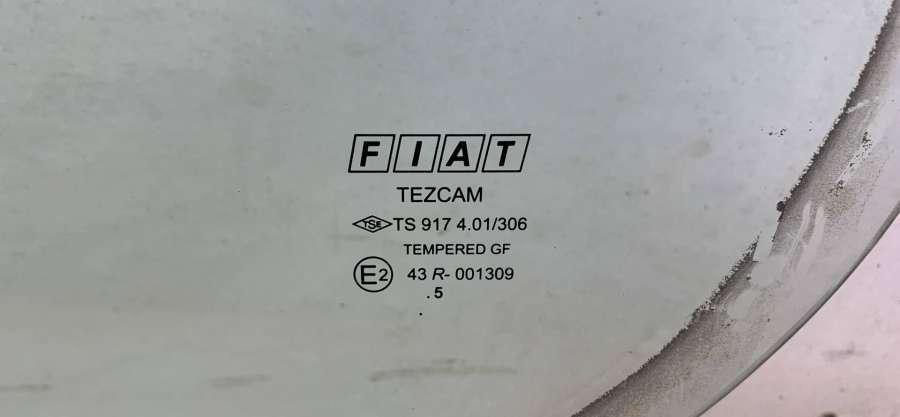 FIAT
TEZCAM
TSE TS 917 4.01/306
TEMPERED GF
E2 43 R- 001309
. 5
.